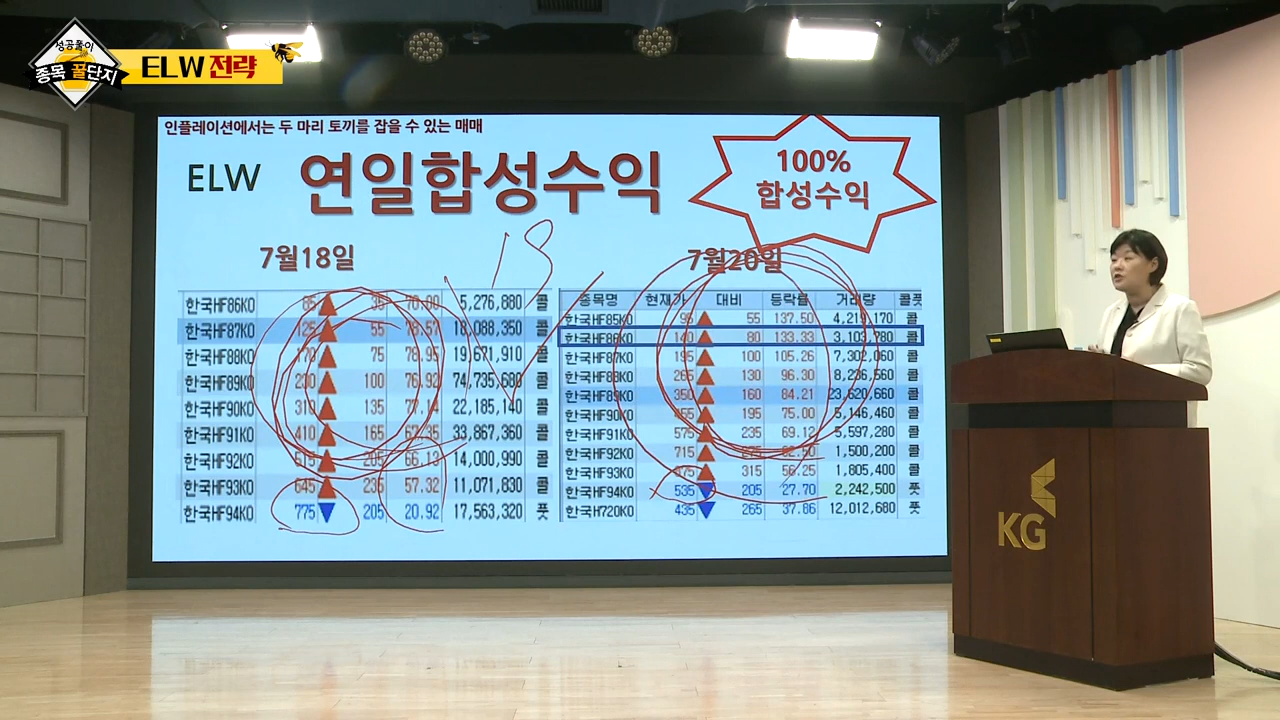 성공풀이
종목 꿀단지
ELW전략
인플레이션에서는 두 마리 토끼를 잡을 수 있는 매매
ELW 연일합성수익
100%
합성수익
7월18일
한국HF86KO 85 ▲ 35 70.00 5,276,880 콜
한국HF87KO 125 ▲ 55 78.57 18,088,350 콜
한국HF88KO 170 ▲ 75 78.95 19,671,910 콜
한국HF89KO 230 ▲ 100 76.92 74,735,680 콜
한국HF90KO 310 ▲ 135 77.14 22,185,140 콜
한국HF91KO 410 ▲ 165 67.35 33,867,360 콜
한국HF92KO 515 ▲ 205 66.13 14,000,990 콜
한국HF93KO 645 ▲ 235 57.32 11,071,830 콜
한국HF94KO 775 ▼ 205 20.92 17,563,320 풋
7월20일
종목명 현재가 대비 등락률 거래량 콜풋
한국HF85KO 95 ▲ 55 137.50 4,219,170 콜
한국HF86KO 140 ▲ 80 133.33 3,103,780 콜
한국HF87KO 195 ▲ 100 105.26 7,302,060 콜
한국HF88KO 265 ▲ 130 96.30 8,236,560 콜
한국HF89KO 350 ▲ 160 84.21 23,620,660 콜
한국HF90KO 455 ▲ 195 75.00 5,146,460 콜
한국HF91KO 575 ▲ 235 69.12 5,597,280 콜
한국HF92KO 715 ▲ 62.50 1,500,200 콜
한국HF93KO ▲ 315 56.25 1,805,400 콜
한국HF94KO 535 ▼ 205 27.70 2,242,500 풋
한국H720KO 435 ▼ 265 37.86 12,012,680 풋
KG